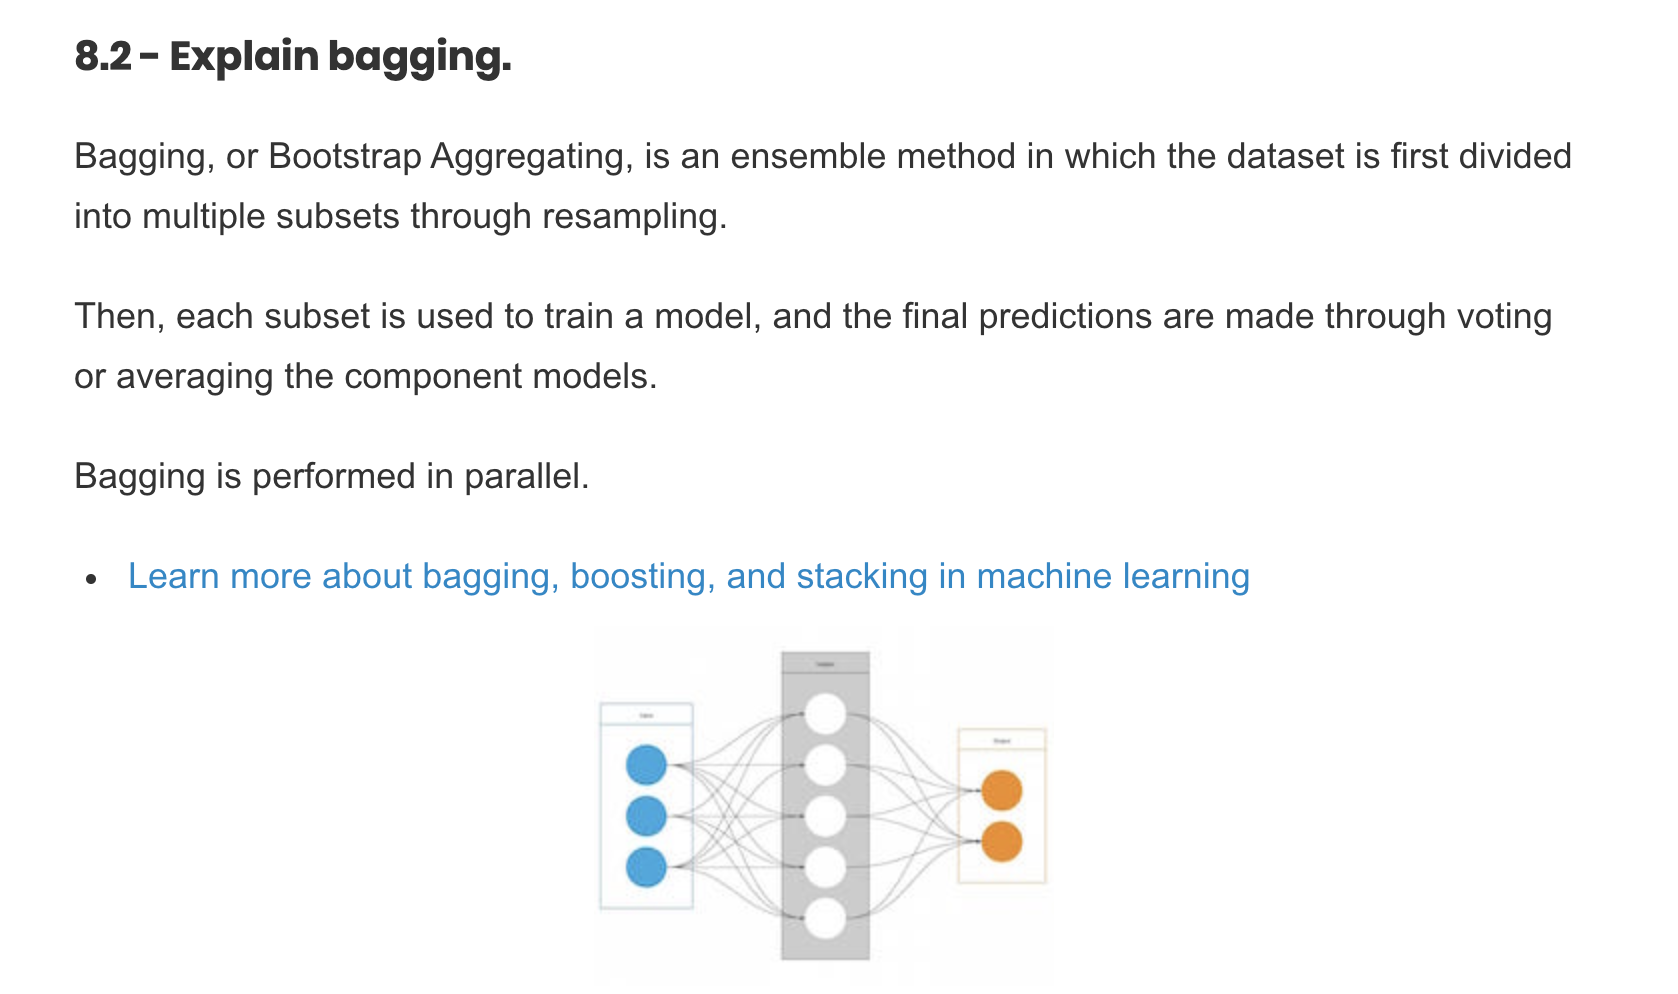 8.2 – Explain bagging.
Bagging, or Bootstrap Aggregating, is an ensemble method in which the dataset is first divided
into multiple subsets through resampling.
Then, each subset is used to train a model, and the final predictions are made through voting
or averaging the component models.
Bagging is performed in parallel.
• Learn more about bagging, boosting, and stacking in machine learning